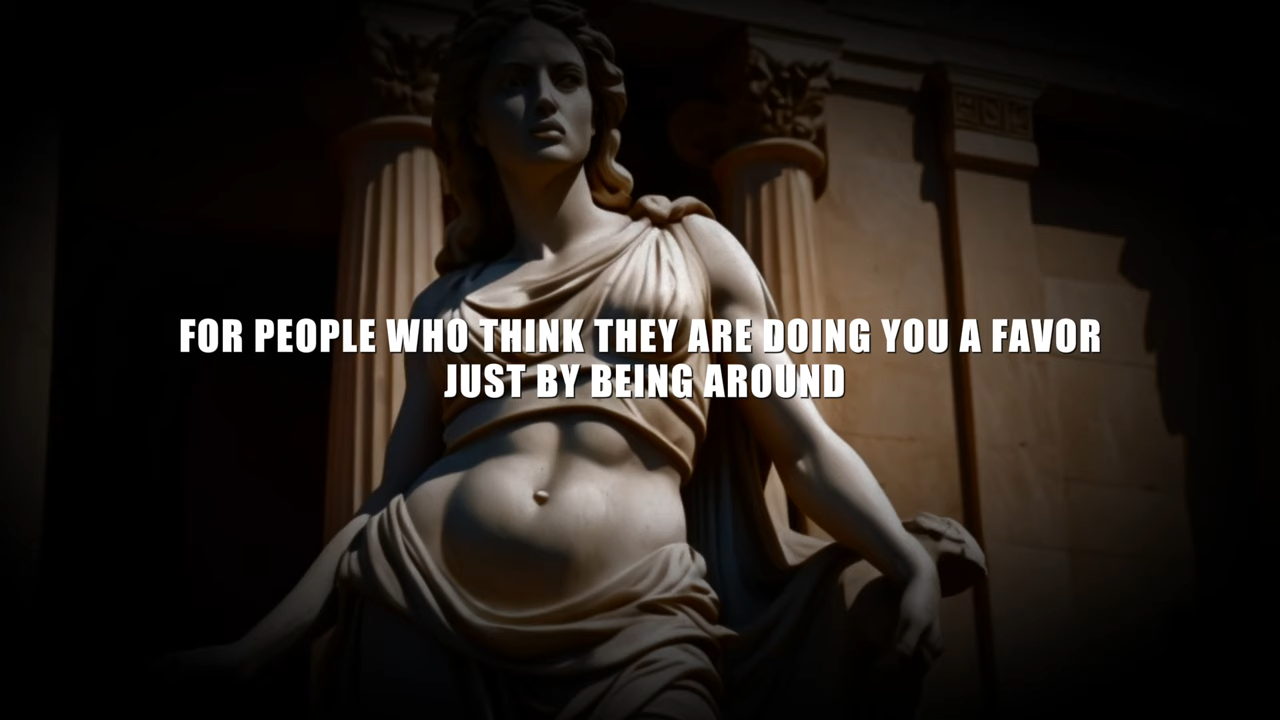 FOR PEOPLE WHO THINK THEY ARE DOING YOU A FAVOR
JUST BY BEING AROUND